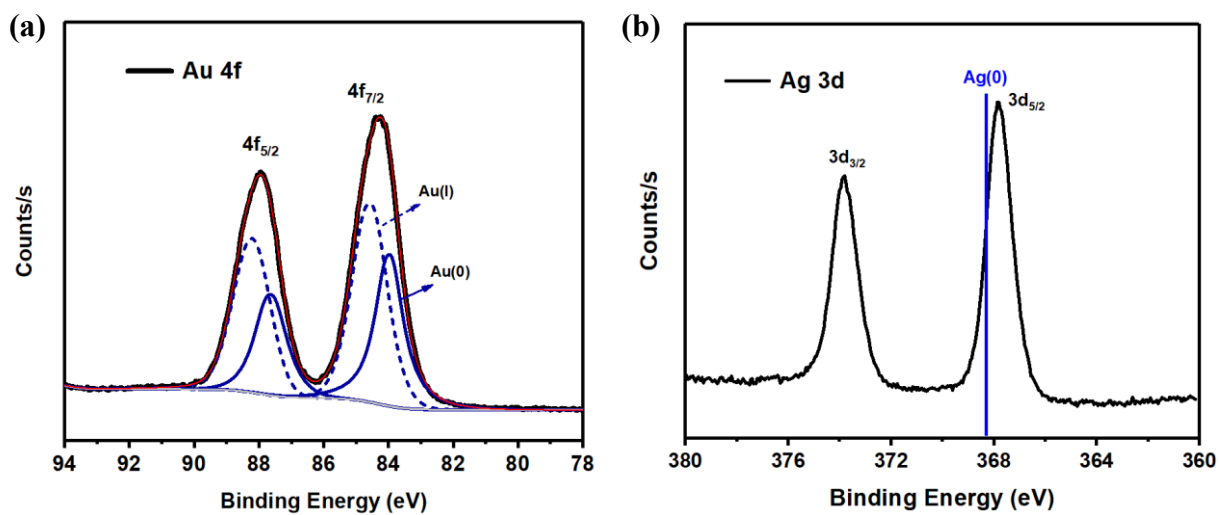 (a)
Au 4f
4f7/2
4f5/2
Au(I)
Au(0)
Counts/s
94 92 90 88 86 84 82 80 78
Binding Energy (eV)
(b)
Ag 3d
Ag(0)
3d5/2
3d3/2
Counts/s
380 376 372 368 364 360
Binding Energy (eV)